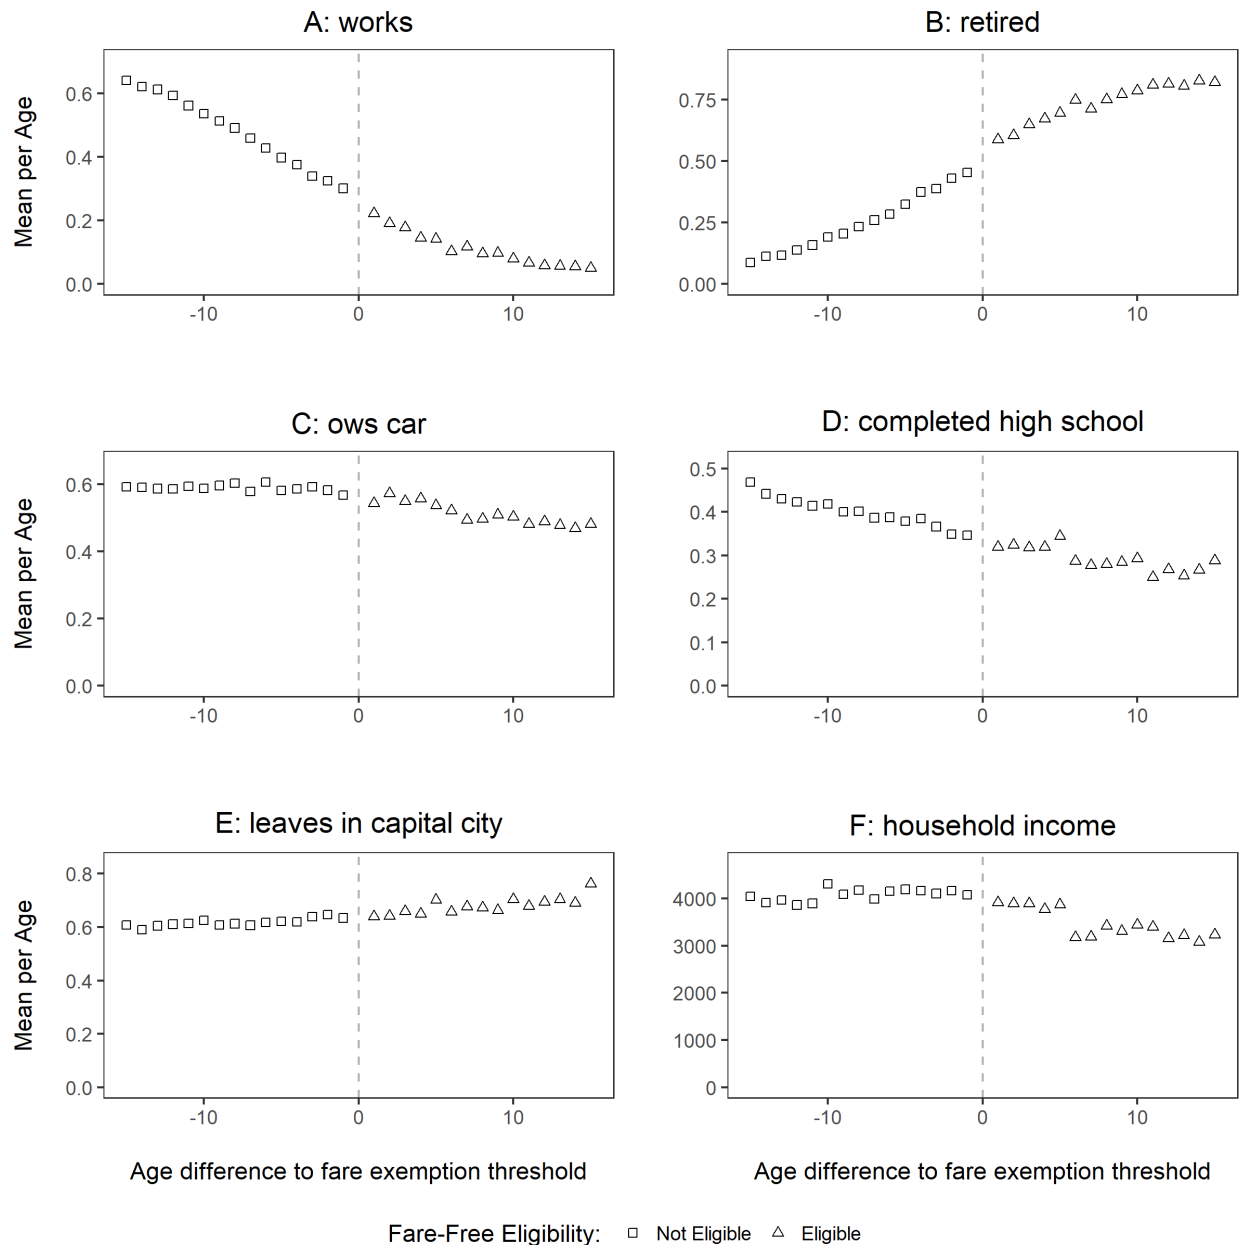 A: works
B: retired
Mean per Age
0.6
0.4
0.2
0.0
-10 0 10
0.75
0.50
0.25
0.00
-10 0 10
C: ows car
D: completed high school
Mean per Age
0.6
0.4
0.2
0.0
-10 0 10
0.5
0.4
0.3
0.2
0.1
0.0
-10 0 10
E: leaves in capital city
F: household income
Mean per Age
0.8
0.6
0.4
0.2
0.0
-10 0 10
4000
3000
2000
1000
0
-10 0 10
Age difference to fare exemption threshold
Age difference to fare exemption threshold
Fare-Free Eligibility: Not Eligible Eligible